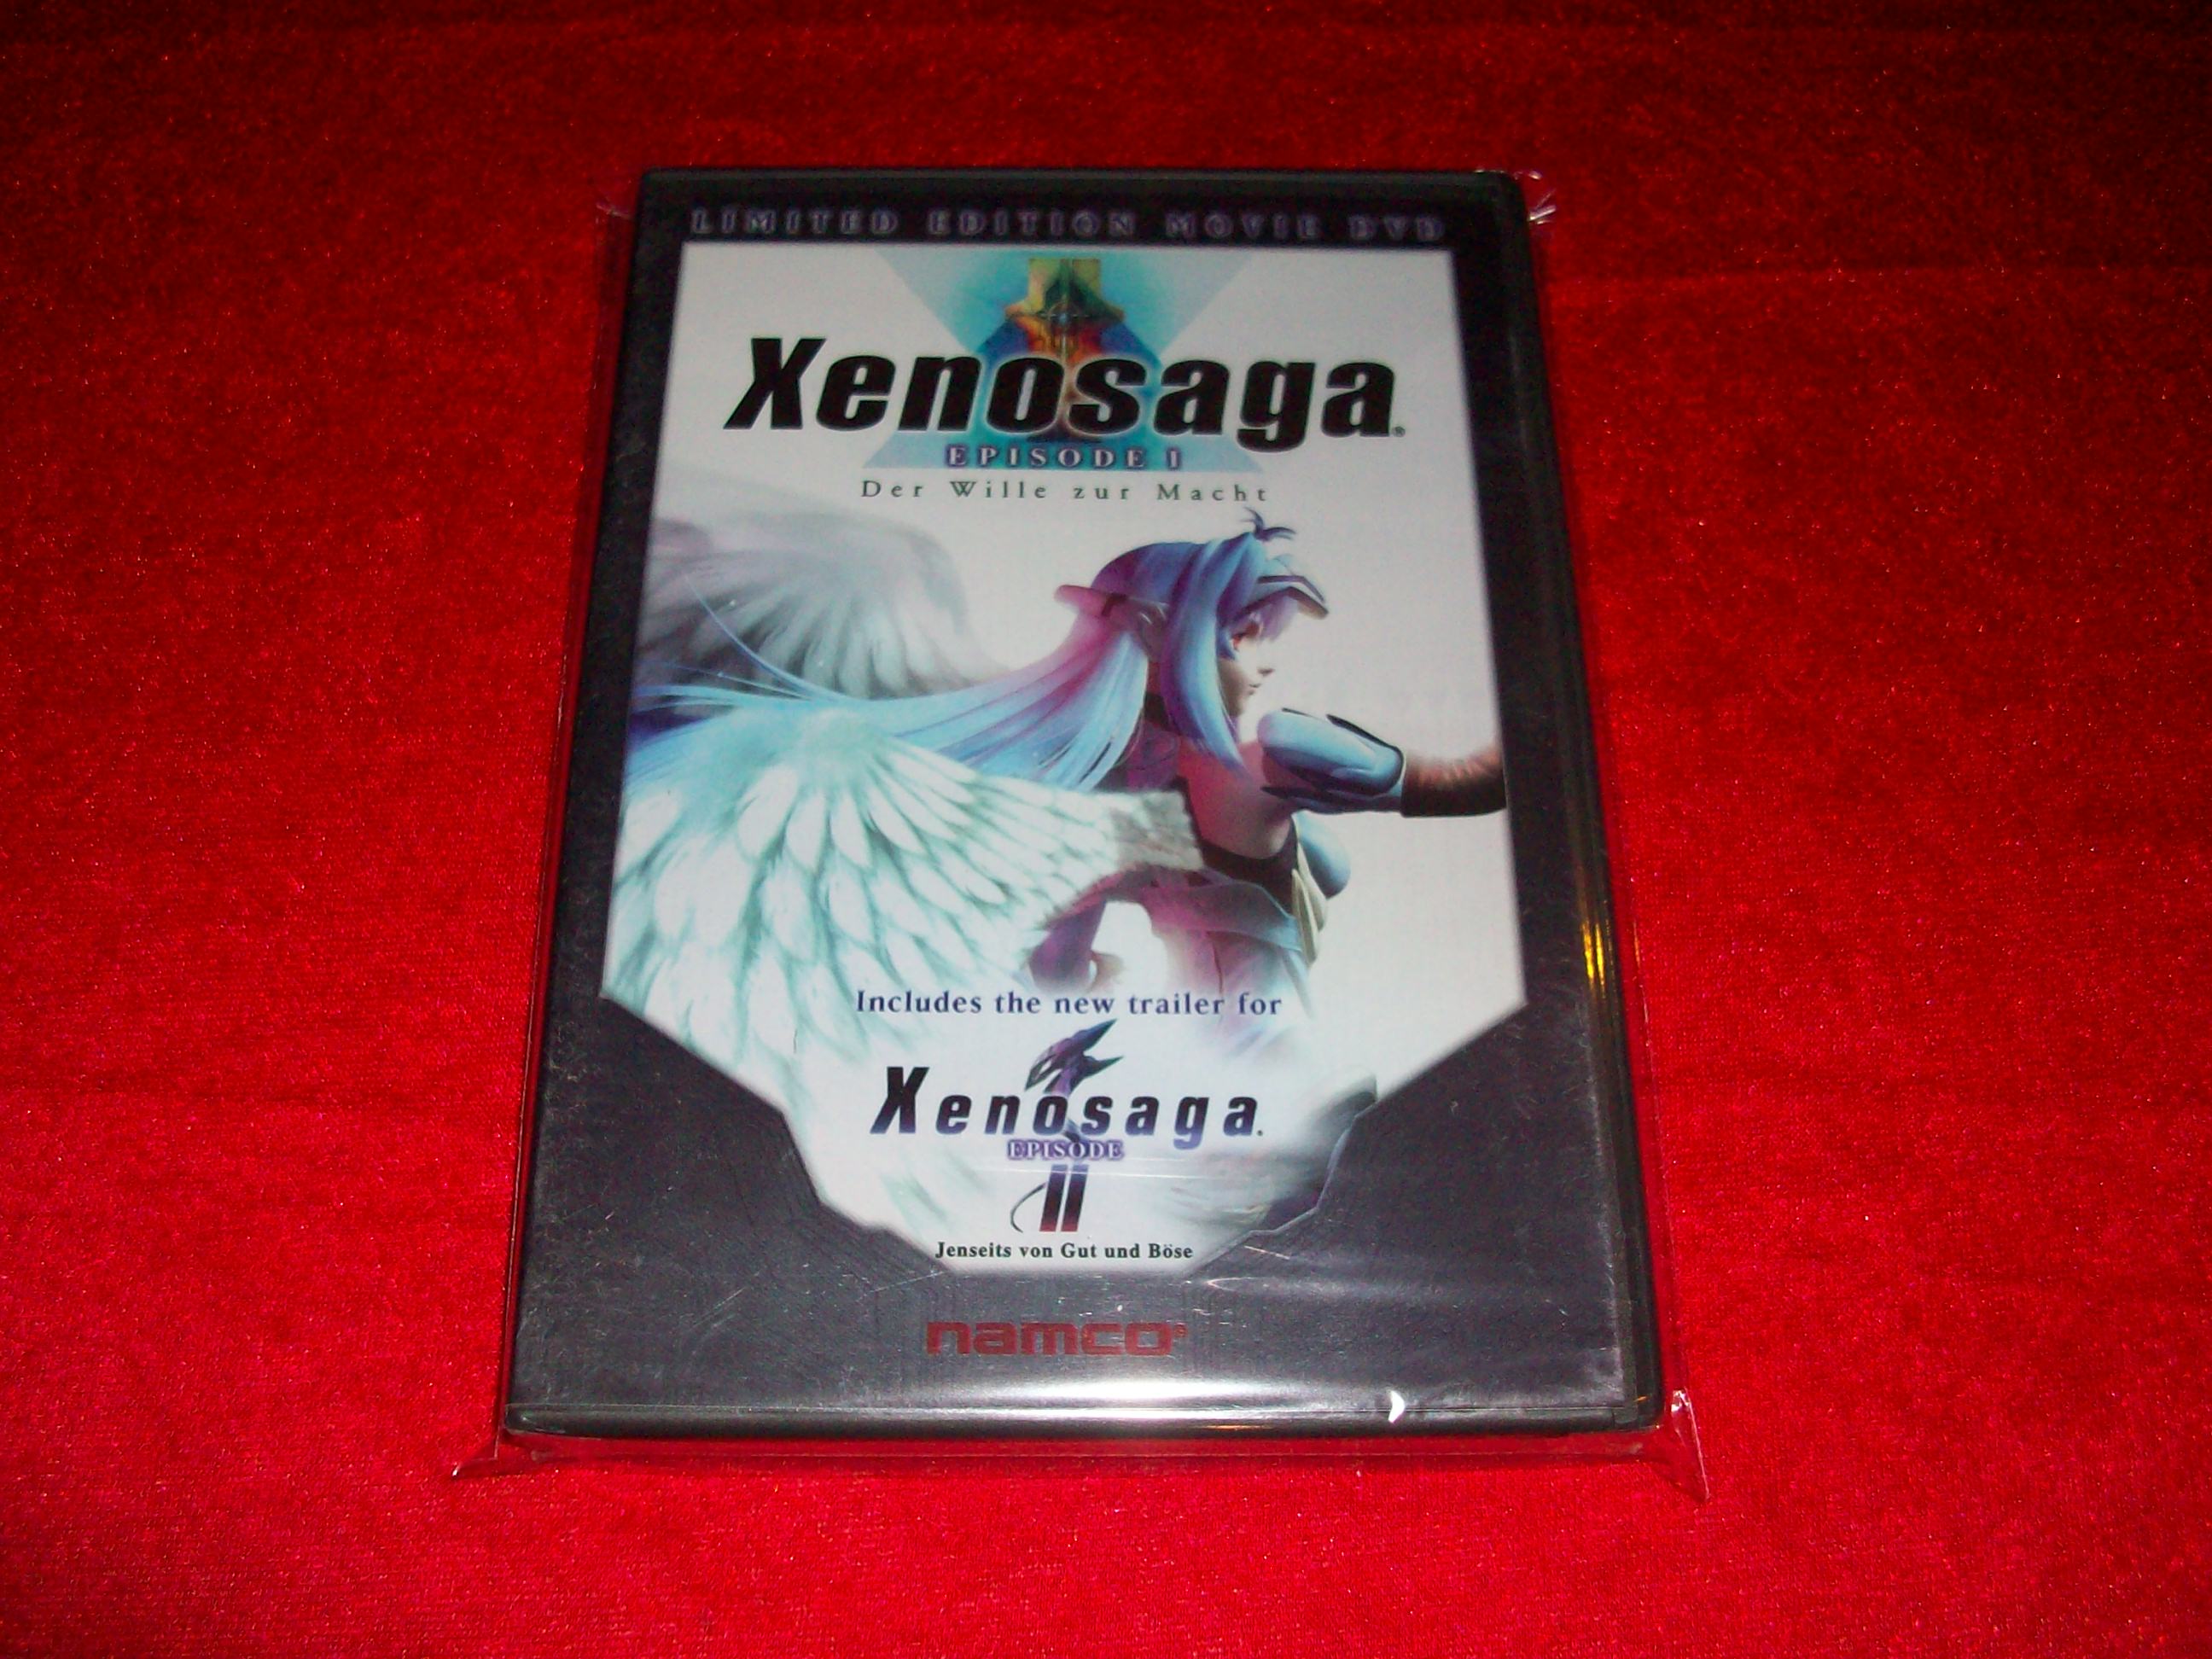 LIMITED EDITION MOVIE DVD
Xenosaga®
EPISODE I
Der Wille zur Macht
Includes the new trailer for
Xenosaga.
EPISODE
II
Jenseits von Gut und Böse
namco®